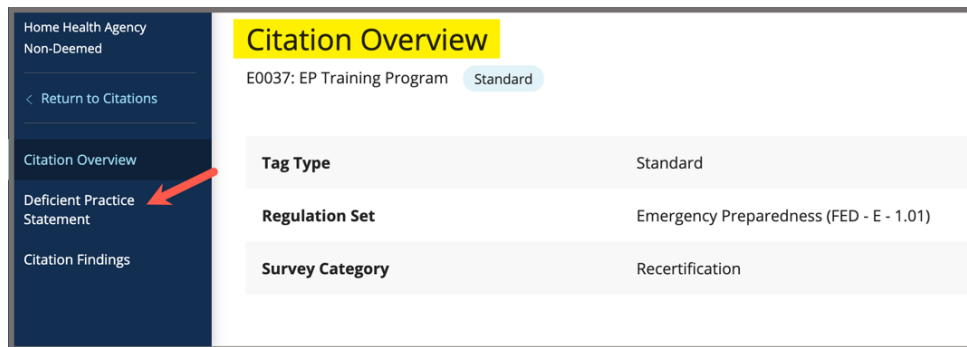 Home Health Agency
Non-Deemed
< Return to Citations
Citation Overview
Deficient Practice
Statement
Citation Findings
Citation Overview
E0037: EP Training Program Standard
Tag Type Standard
Regulation Set Emergency Preparedness (FED - E - 1.01)
Survey Category Recertification